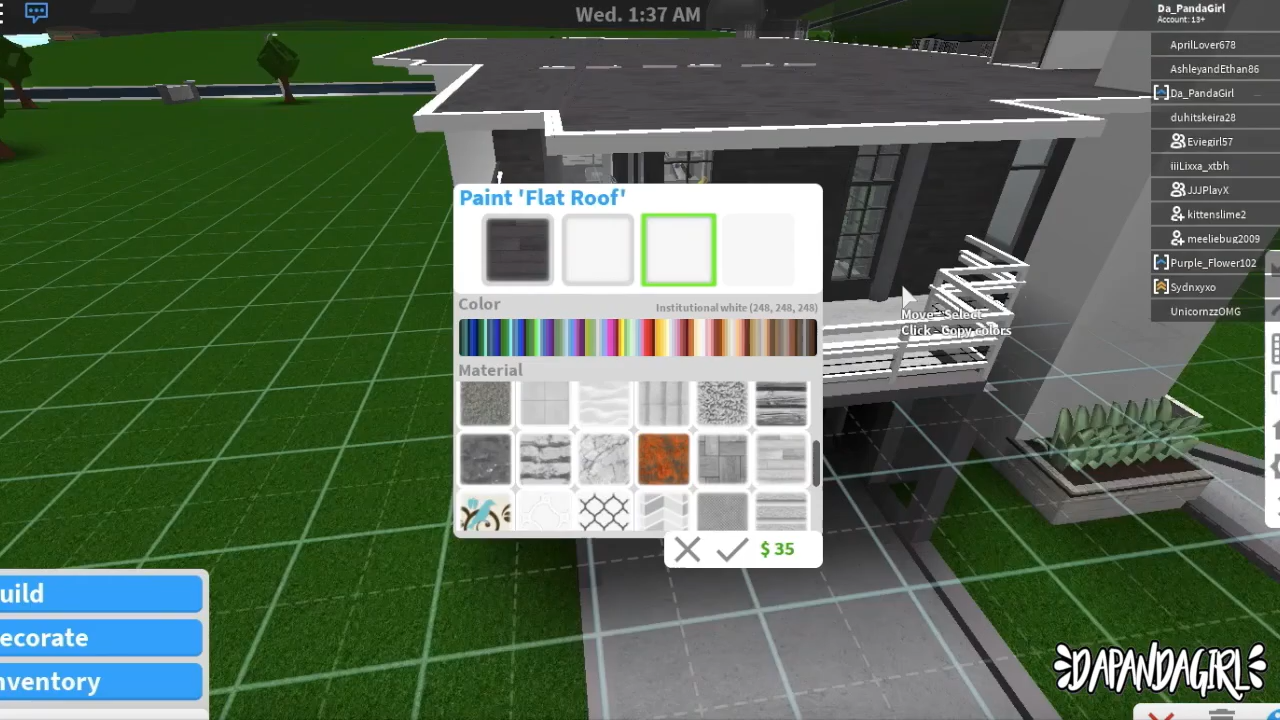 Wed. 1:37 AM
Da_PandaGirl
Account: 13+
AprilLover678
AshleyandEthan86
Da_PandaGirl
duhitskeira28
Eviegirl57
iiiLixxa_xtbh
JJJPlayX
kittenslime2
meeliebug2009
Purple_Flower102
Sydnxyxo
UnicornzzOMG
Paint 'Flat Roof'
Color
Institutional white (248, 248, 248)
Move - Select
Click - Copy colors
Material
$ 35
uild
ecorate
nventory
DAPANDAGIRL